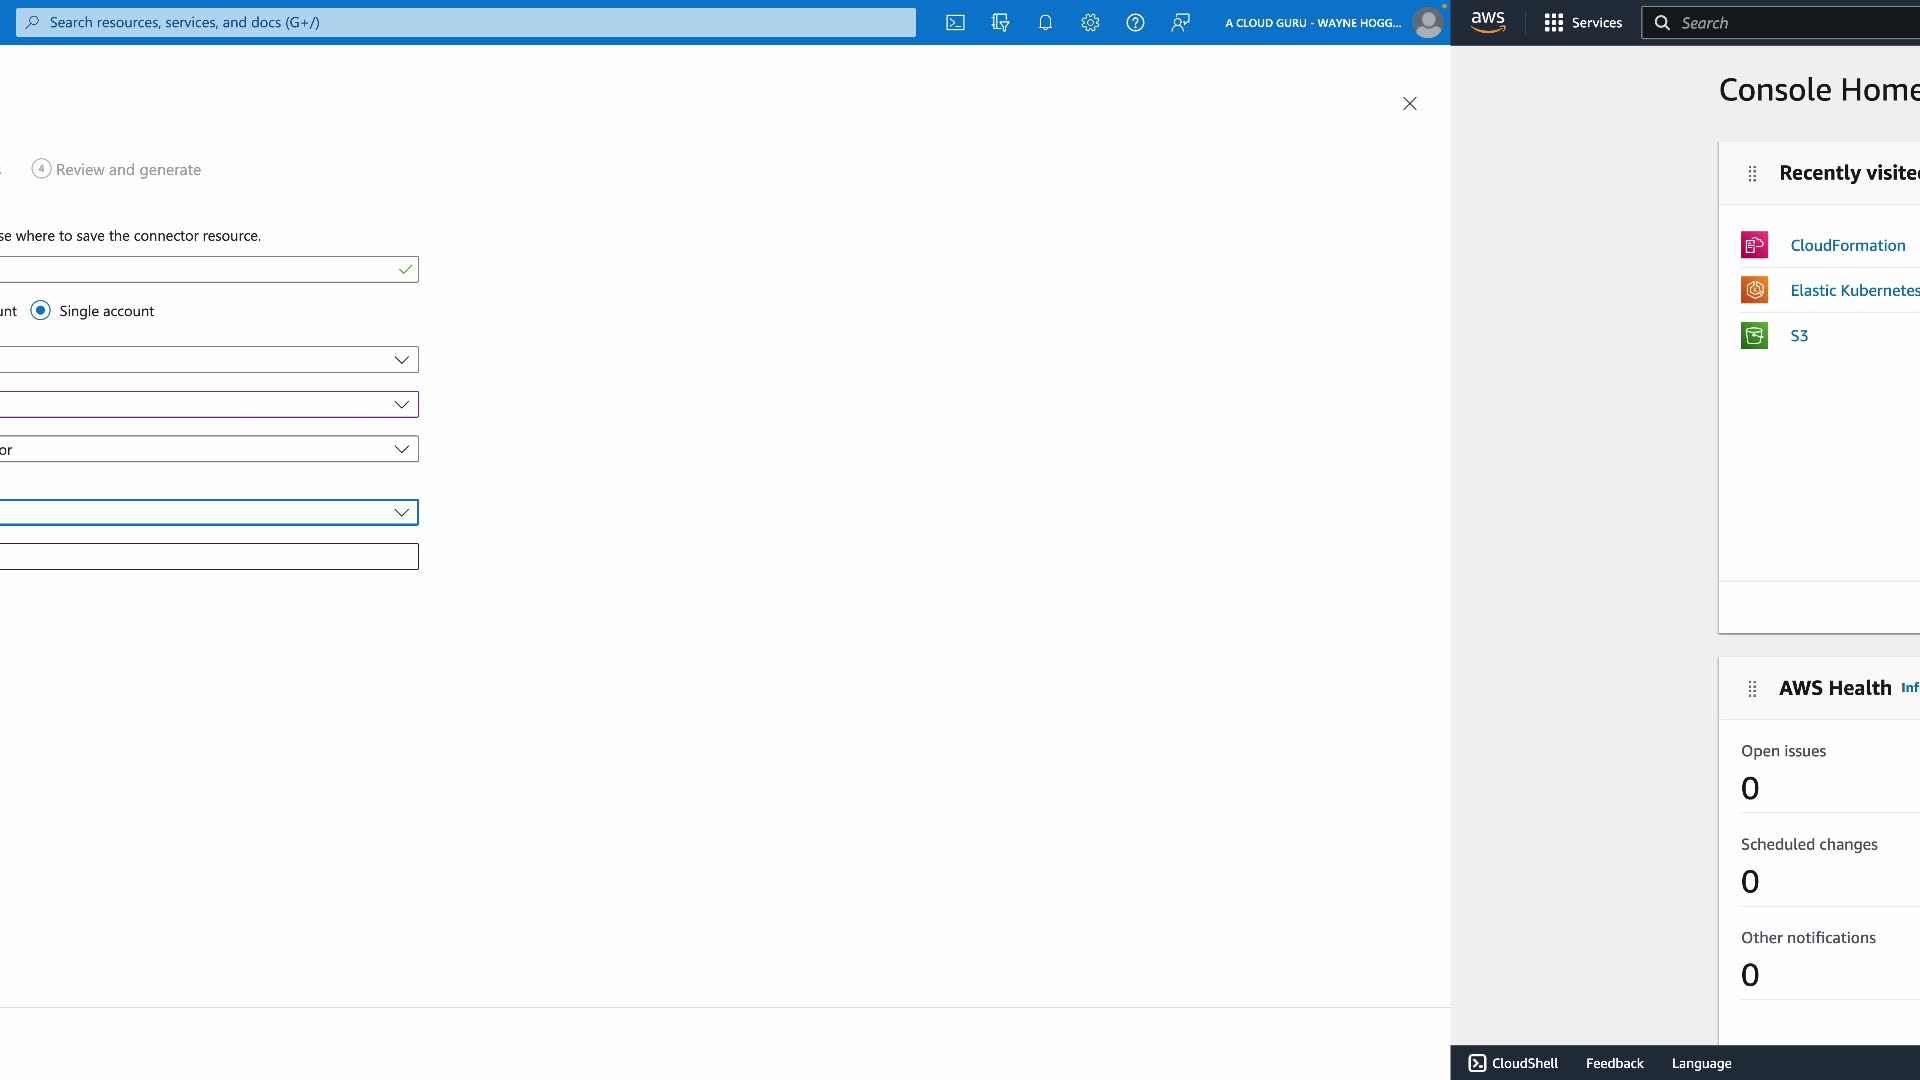 Search resources, services, and docs (G+/)
A CLOUD GURU - WAYNE HOGG...
aws
Services
Search
Console Home
4 Review and generate
se where to save the connector resource.
unt
Single account
or
Recently visited
CloudFormation
Elastic Kubernetes
S3
AWS Health Inf
Open issues
0
Scheduled changes
0
Other notifications
0
CloudShell
Feedback
Language